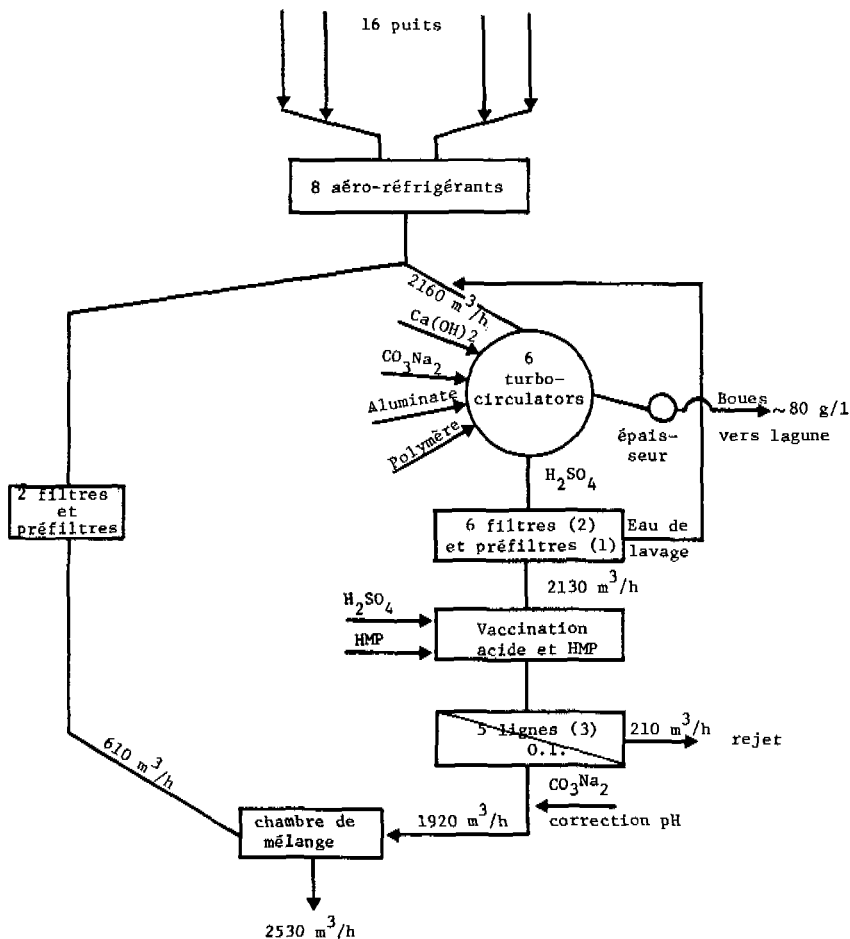 16 puits
8 aéro-réfrigérants
2160 m³/h
Ca(OH)₂
CO₃Na₂
Aluminate
Polymère
6
turbo-
circulators
Boues
~80 g/l
épais-
seur
vers lagune
H₂SO₄
2 filtres
et
préfiltres
6 filtres (2)
et préfiltres (1)
Eau de
lavage
2130 m³/h
H₂SO₄
HMP
Vaccination
acide et HMP
5 lignes (3)
O.I.
210 m³/h
rejet
610 m³/h
CO₃Na₂
correction pH
chambre de
mélange
1920 m³/h
2530 m³/h